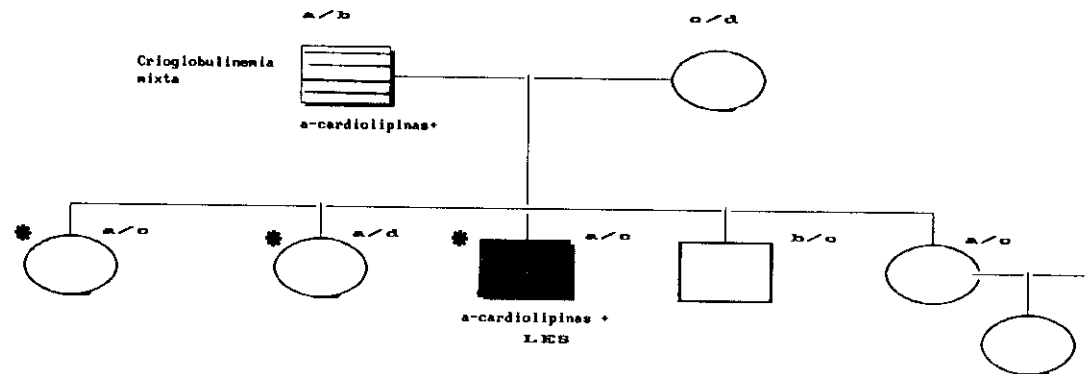 a/b
c/d
Crioglobulinemia
mixta
a-cardiolipinas+
* a/c
* a/d
* a/c
b/c
a/c
a-cardiolipinas +
LES